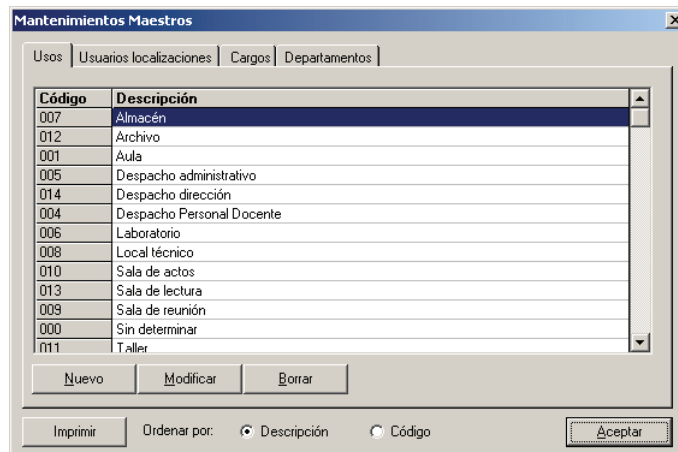 Mantenimientos Maestros
Usos Usuarios localizaciones Cargos Departamentos
Código Descripción
007 Almacén
012 Archivo
001 Aula
005 Despacho administrativo
014 Despacho dirección
004 Despacho Personal Docente
006 Laboratorio
008 Local técnico
010 Sala de actos
013 Sala de lectura
009 Sala de reunión
000 Sin determinar
011 Taller
Nuevo Modificar Borrar
Imprimir Ordenar por: Descripción Código Aceptar